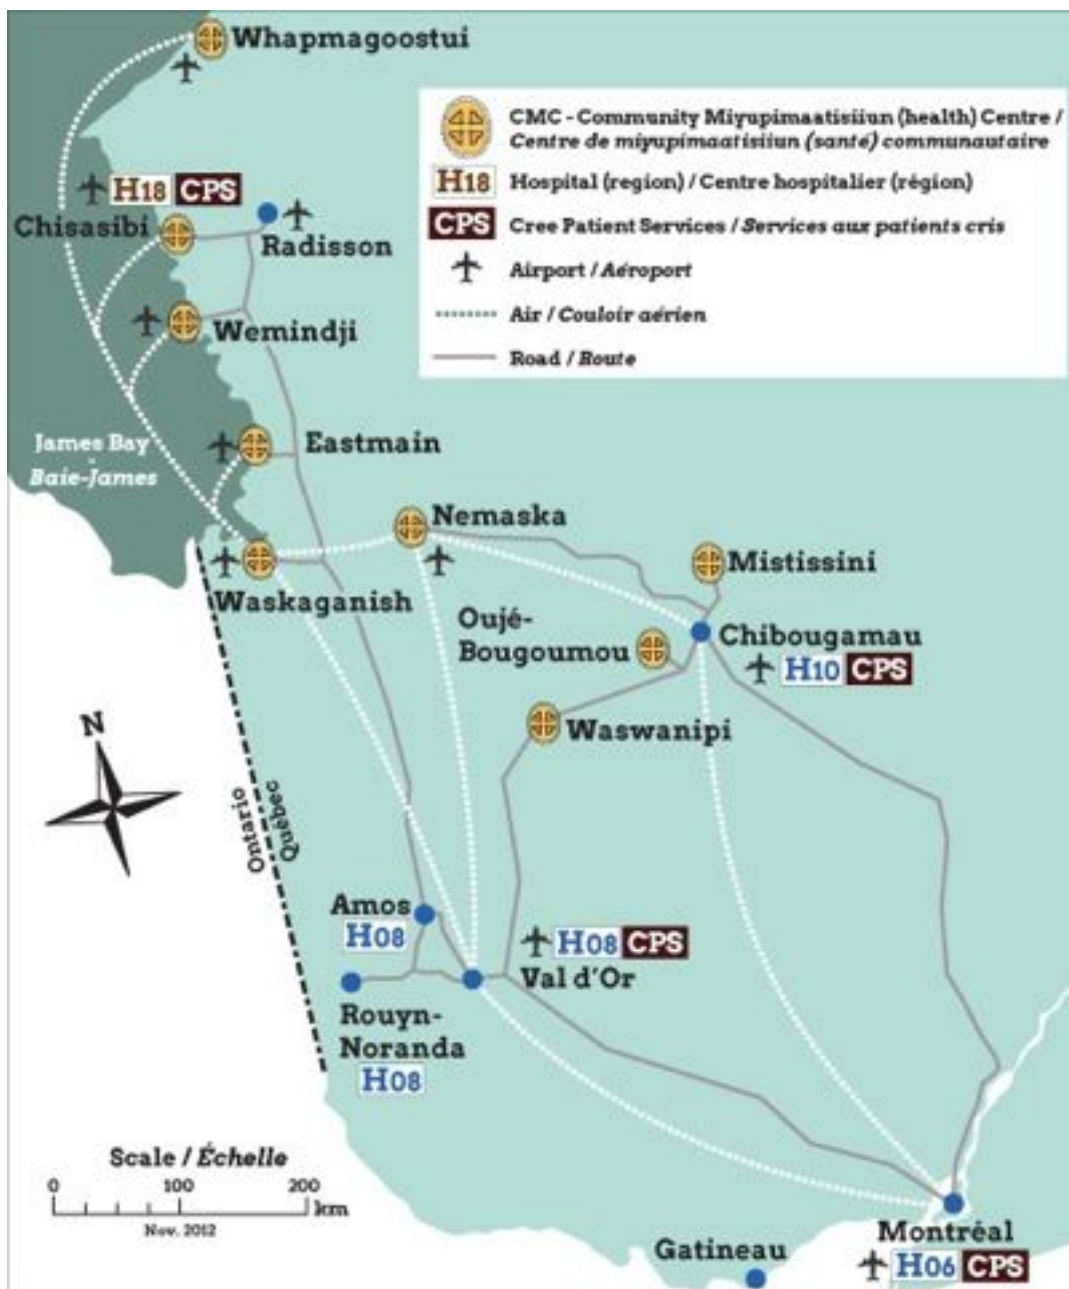 Whapmagoostui
CMC - Community Miyupimaatisiiun (health) Centre /
Centre de miyupimaatisiiun (santé) communautaire
H18 Hospital (region) / Centre hospitalier (région)
CPS Cree Patient Services / Services aux patients cris
Airport / Aéroport
Air / Couloir aérien
Road / Route
H18 CPS
Chisasibi
Radisson
Wemindji
James Bay
-
Baie-James
Eastmain
Nemaska
Waskaganish
Mistissini
Oujé-
Bougoumou
Chibougamau
H10 CPS
Waswanipi
N
Ontario
Québec
Amos
H08
H08 CPS
Val d'Or
Rouyn-
Noranda
H08
Scale / Échelle
0 100 200
km
Nov. 2012
Montréal
H06 CPS
Gatineau